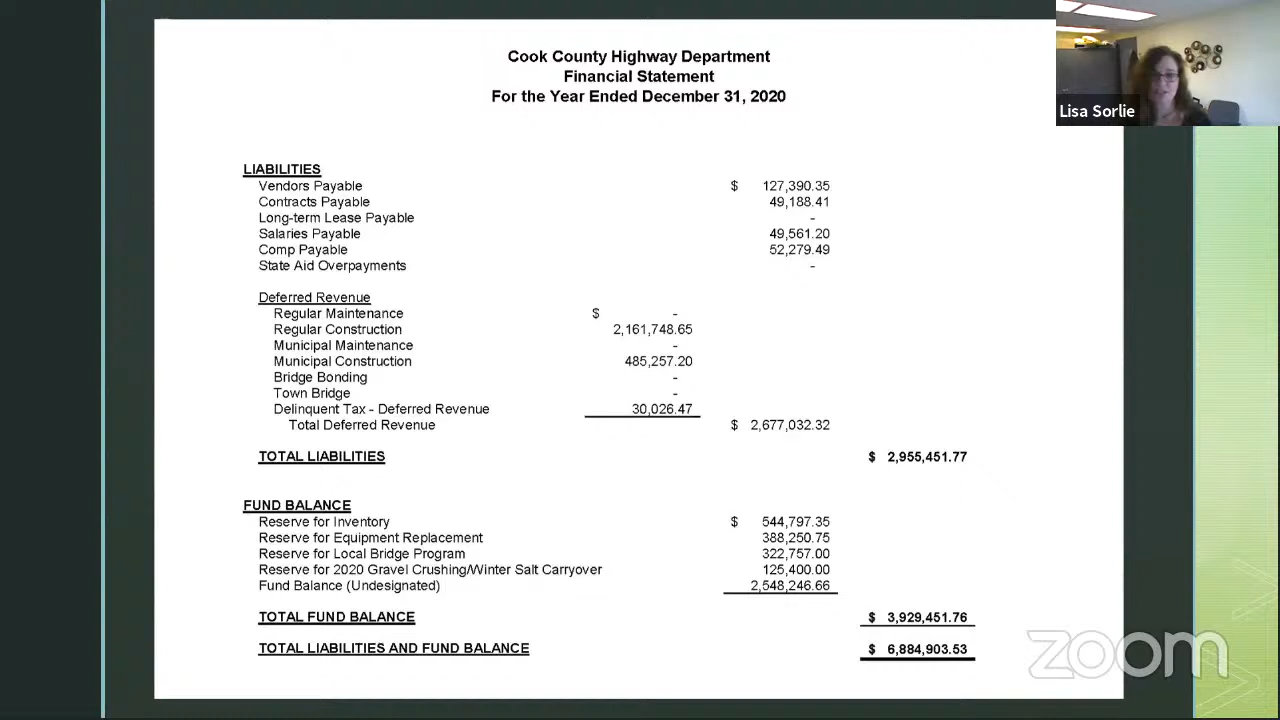 Cook County Highway Department
Financial Statement
For the Year Ended December 31, 2020
Lisa Sorlie
LIABILITIES
Vendors Payable $ 127,390.35
Contracts Payable 49,188.41
Long-term Lease Payable -
Salaries Payable 49,561.20
Comp Payable 52,279.49
State Aid Overpayments -
Deferred Revenue
Regular Maintenance $ -
Regular Construction 2,161,748.65
Municipal Maintenance -
Municipal Construction 485,257.20
Bridge Bonding -
Town Bridge -
Delinquent Tax - Deferred Revenue 30,026.47
Total Deferred Revenue $ 2,677,032.32
TOTAL LIABILITIES $ 2,955,451.77
FUND BALANCE
Reserve for Inventory $ 544,797.35
Reserve for Equipment Replacement 388,250.75
Reserve for Local Bridge Program 322,757.00
Reserve for 2020 Gravel Crushing/Winter Salt Carryover 125,400.00
Fund Balance (Undesignated) 2,548,246.66
TOTAL FUND BALANCE $ 3,929,451.76
TOTAL LIABILITIES AND FUND BALANCE $ 6,884,903.53
zoom